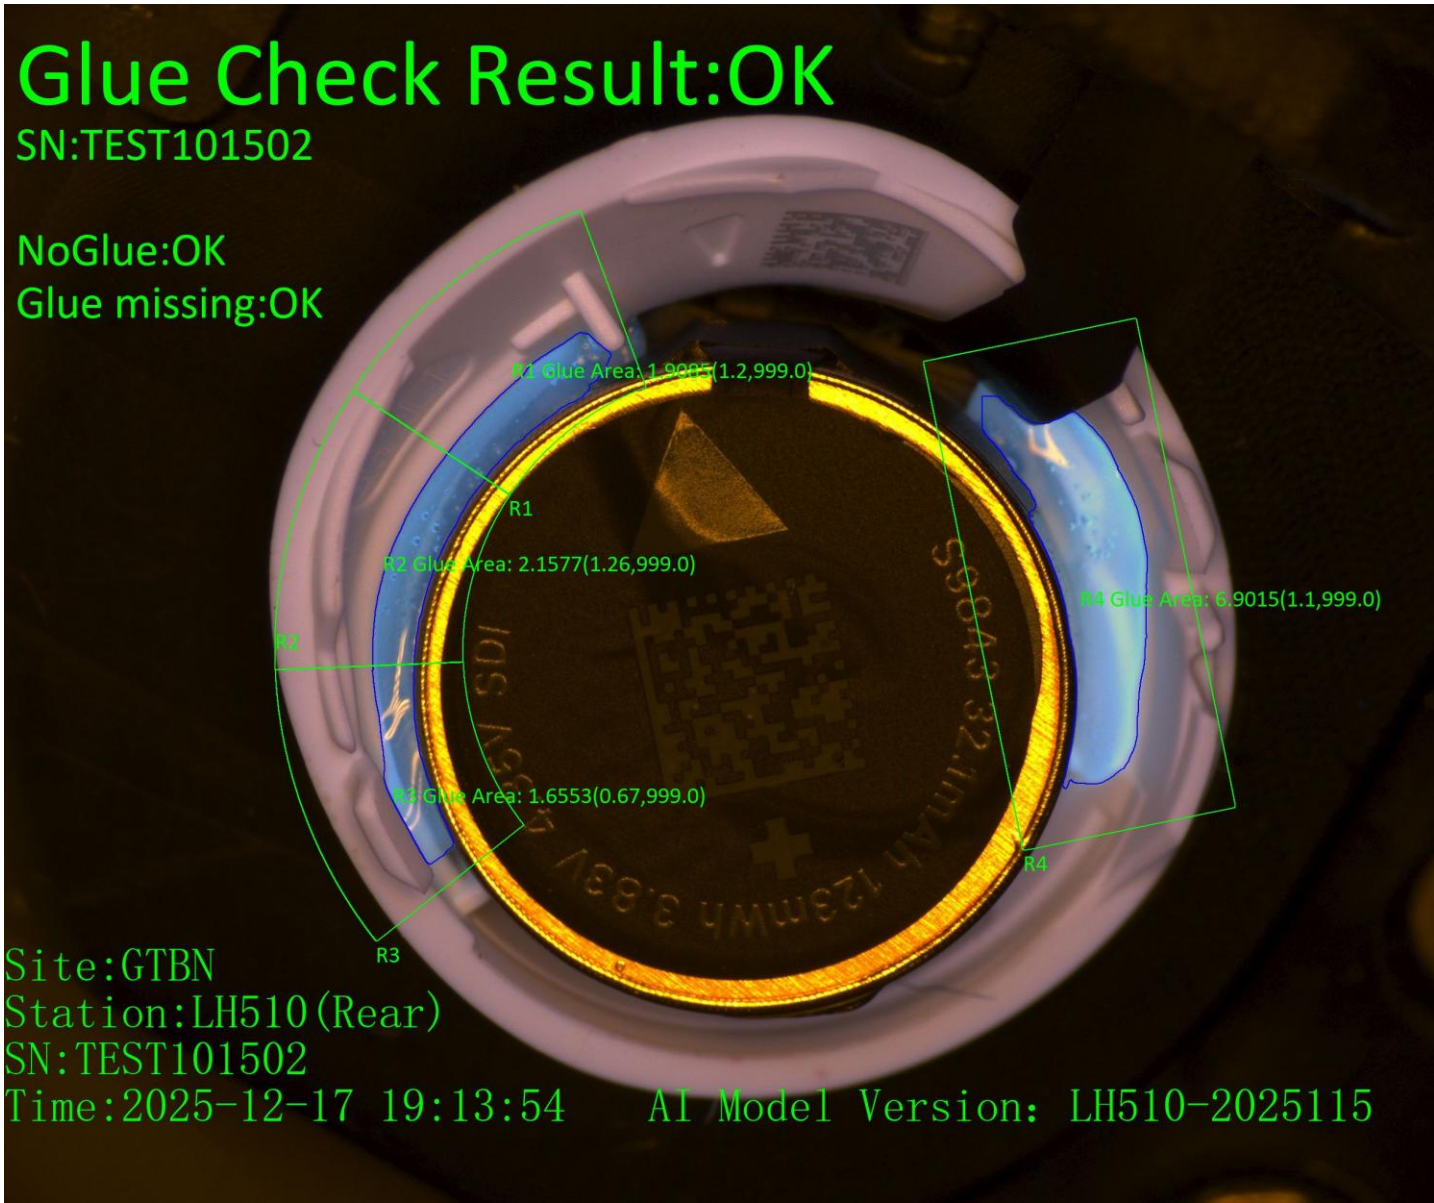 Glue Check Result:OK
SN:TEST101502
NoGlue:OK
Glue missing:OK
R1 Glue Area: 1.9085(1.2,999.0)
R1
R2 Glue Area: 2.1577(1.26,999.0)
R4 Glue Area: 6.9015(1.1,999.0)
R2
R3 Glue Area: 1.6553(0.67,999.0)
R4
R3
S6043 32.1mAh 123mWh 3.83V SDI
Site:GTBN
Station:LH510(Rear)
SN:TEST101502
Time:2025-12-17 19:13:54 AI Model Version: LH510-2025115